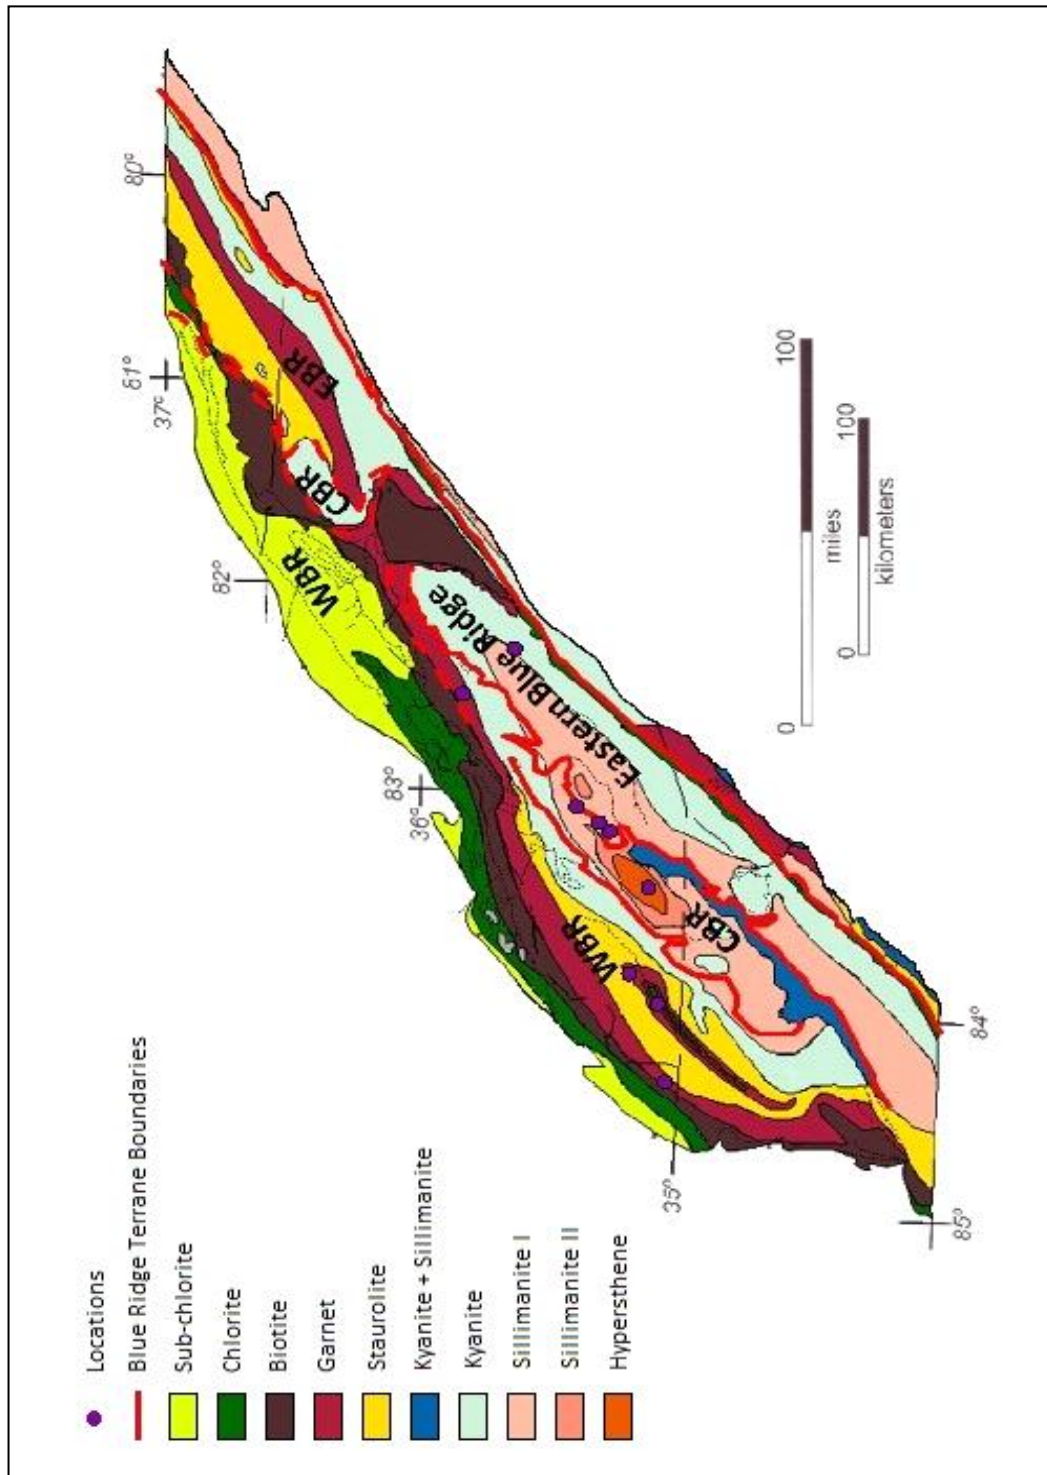 Locations
Blue Ridge Terrane Boundaries
Sub-chlorite
Chlorite
Biotite
Garnet
Staurolite
Kyanite + Sillimanite
Kyanite
Sillimanite I
Sillimanite II
Hypersthene
80°
81°
37°
82°
83°
36°
35°
84°
85°
EBR
CBR
WBR
Eastern Blue Ridge
WBR
CBR
0
100
miles
0
100
kilometers